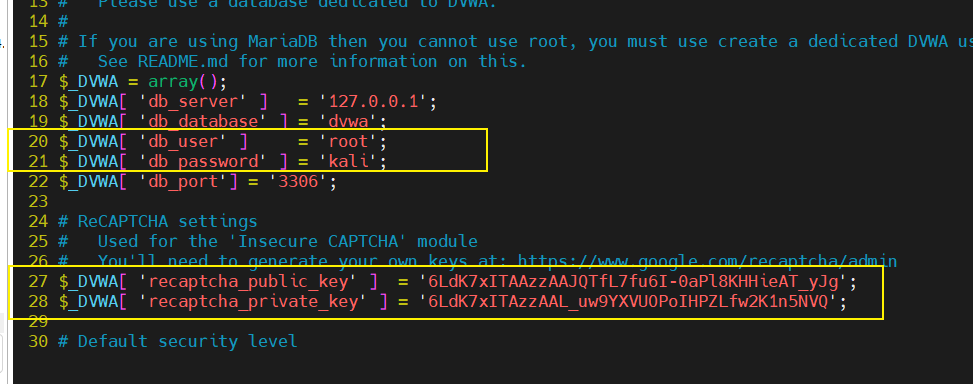 13 #   Please use a database dedicated to DVWA.
14 #
15 # If you are using MariaDB then you cannot use root, you must use create a dedicated DVWA us
16 #   See README.md for more information on this.
17 $_DVWA = array();
18 $_DVWA[ 'db_server' ]   = '127.0.0.1';
19 $_DVWA[ 'db_database' ] = 'dvwa';
20 $_DVWA[ 'db_user' ]     = 'root';
21 $_DVWA[ 'db_password' ] = 'kali';
22 $_DVWA[ 'db_port'] = '3306';
23
24 # ReCAPTCHA settings
25 #   Used for the 'Insecure CAPTCHA' module
26 #   You'll need to generate your own keys at: https://www.google.com/recaptcha/admin
27 $_DVWA[ 'recaptcha_public_key' ]  = '6LdK7xITAAzzAAJQTfL7fu6I-0aPl8KHHieAT_yJg';
28 $_DVWA[ 'recaptcha_private_key' ] = '6LdK7xITAzzAAL_uw9YXVUOPoIHPZLfw2K1n5NVQ';
29
30 # Default security level